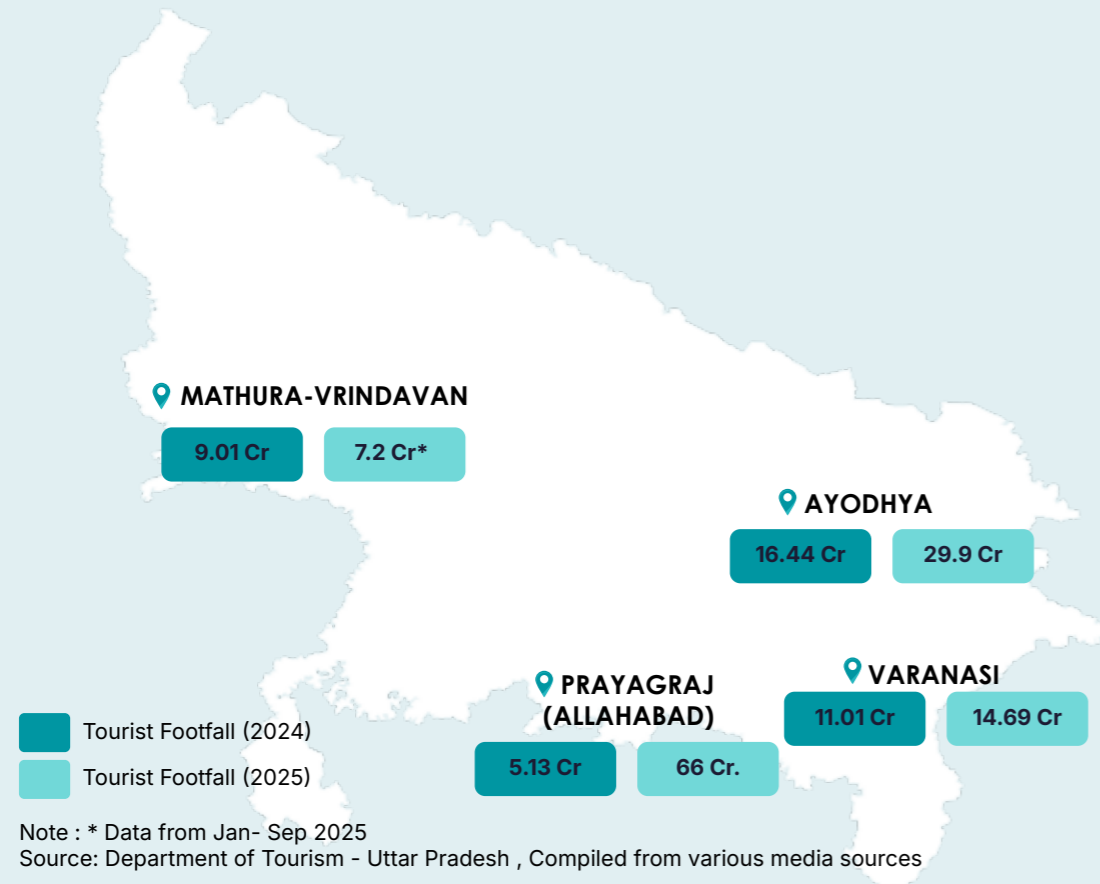 MATHURA-VRINDAVAN
9.01 Cr 7.2 Cr*
AYODHYA
16.44 Cr 29.9 Cr
VARANASI
11.01 Cr 14.69 Cr
PRAYAGRAJ
(ALLAHABAD)
5.13 Cr 66 Cr.
Tourist Footfall (2024)
Tourist Footfall (2025)
Note : * Data from Jan- Sep 2025
Source: Department of Tourism - Uttar Pradesh , Compiled from various media sources